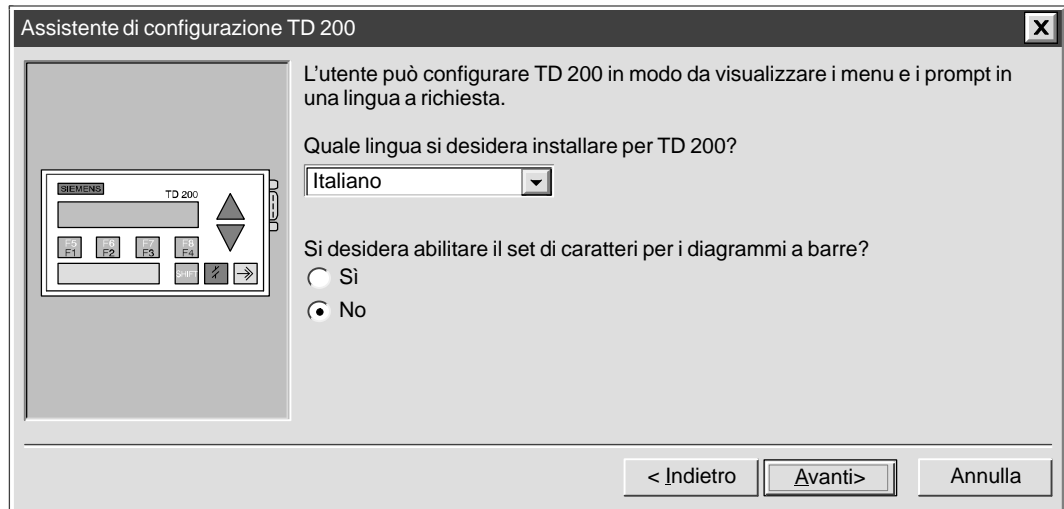 Assistente di configurazione TD 200
X
L'utente può configurare TD 200 in modo da visualizzare i menu e i prompt in
una lingua a richiesta.
Quale lingua si desidera installare per TD 200?
Italiano
SIEMENS
TD 200
F5 F6 F7 F8
F1 F2 F3 F4
SHIFT
Si desidera abilitare il set di caratteri per i diagrammi a barre?
Sì
No
< Indietro
Avanti>
Annulla